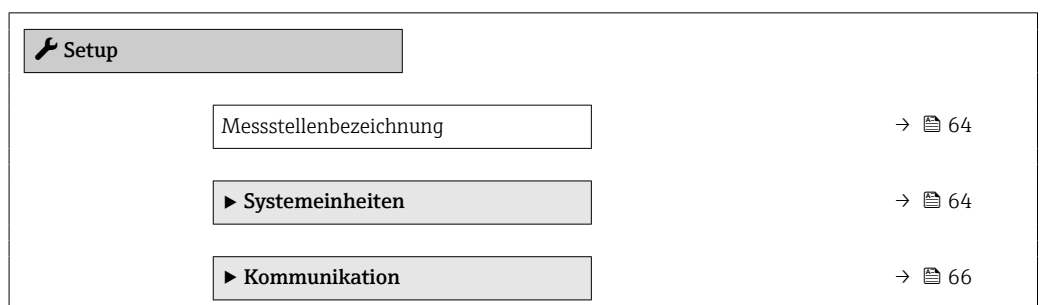 Setup
Messstellenbezeichnung → 64
▶ Systemeinheiten → 64
▶ Kommunikation → 66